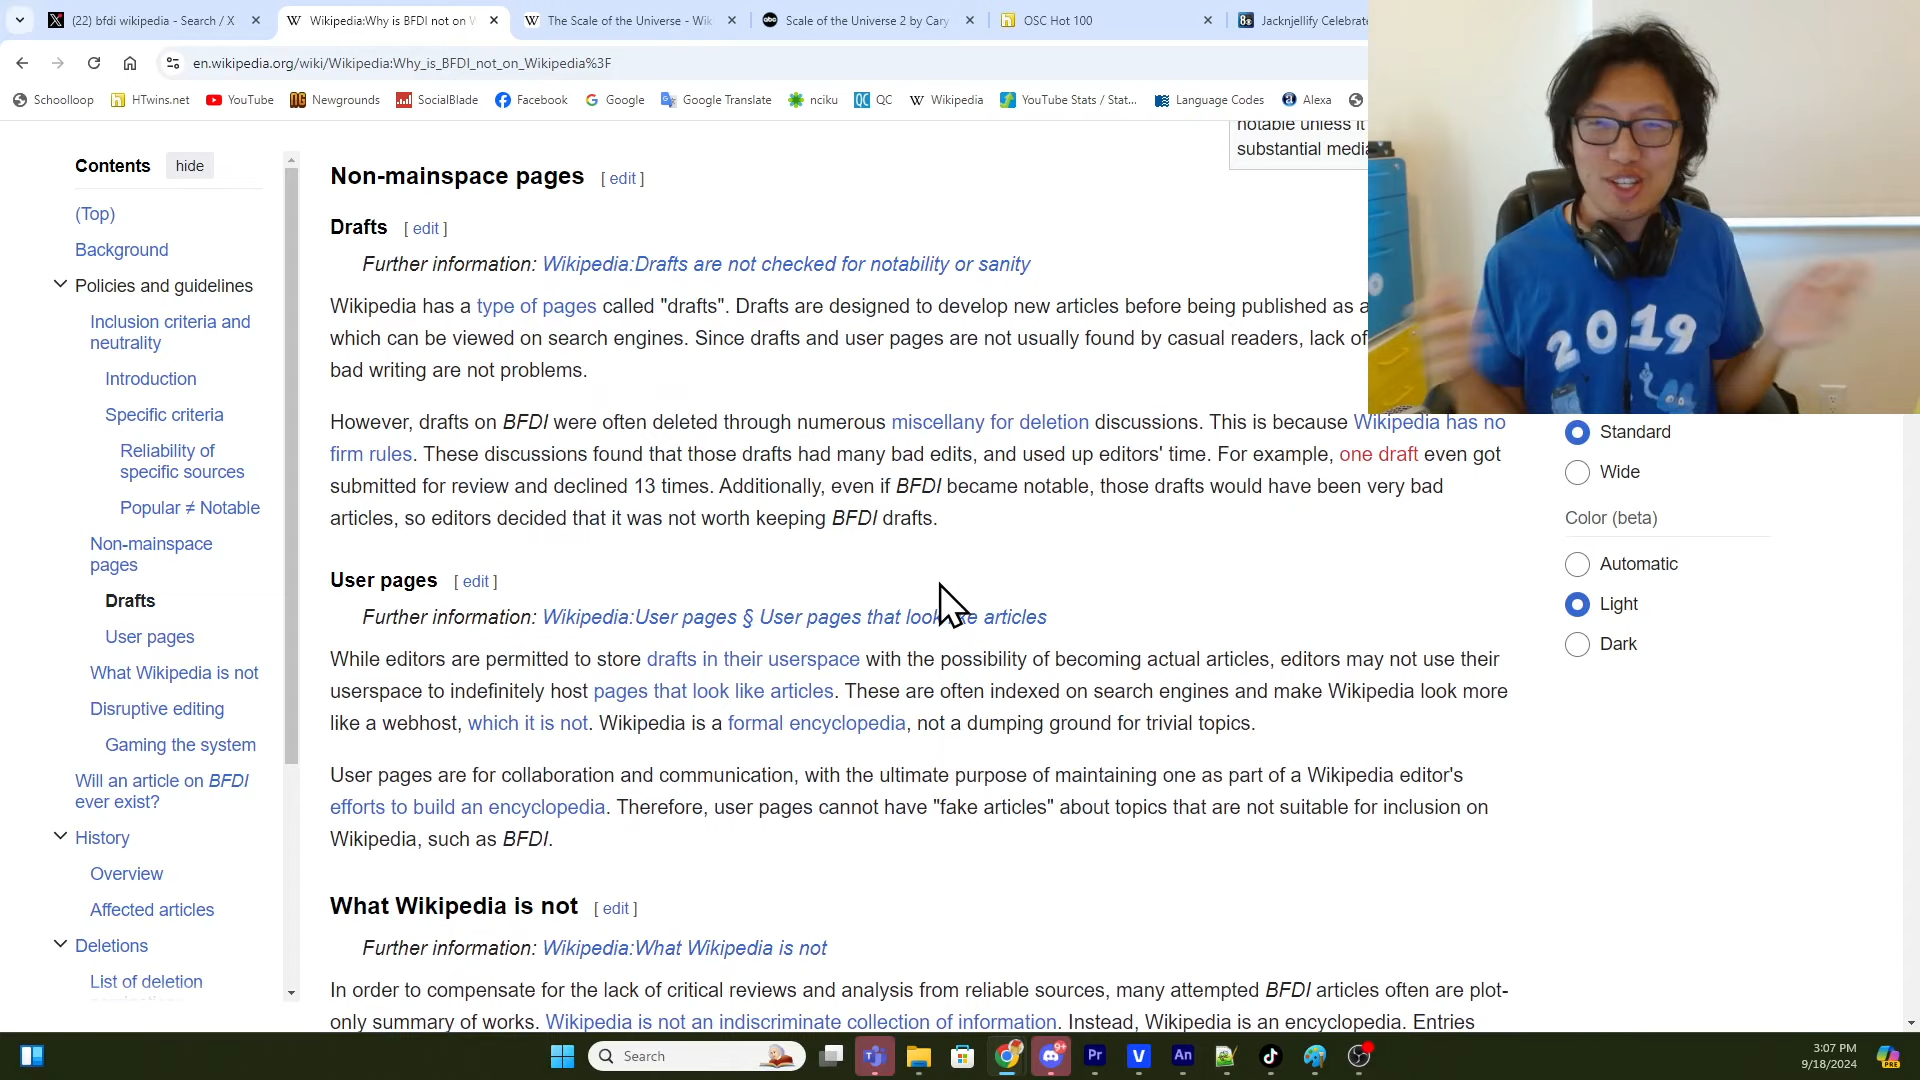 (22) bfdi wikipedia - Search / X
Wikipedia:Why is BFDI not on W
The Scale of the Universe - Wik
Scale of the Universe 2 by Cary
OSC Hot 100
Jacknjellify Celebrate
en.wikipedia.org/wiki/Wikipedia:Why_is_BFDI_not_on_Wikipedia%3F
Schoolloop
HTwins.net
YouTube
Newgrounds
SocialBlade
Facebook
Google
Google Translate
nciku
QC
Wikipedia
YouTube Stats / Stat...
Language Codes
Alexa
notable unless it
substantial media
Contents hide
(Top)
Background
Policies and guidelines
Inclusion criteria and
neutrality
Introduction
Specific criteria
Reliability of
specific sources
Popular ≠ Notable
Non-mainspace
pages
Drafts
User pages
What Wikipedia is not
Disruptive editing
Gaming the system
Will an article on BFDI
ever exist?
History
Overview
Affected articles
Deletions
List of deletion
Non-mainspace pages [ edit ]
Drafts [ edit ]
Further information: Wikipedia:Drafts are not checked for notability or sanity
Wikipedia has a type of pages called "drafts". Drafts are designed to develop new articles before being published as a
which can be viewed on search engines. Since drafts and user pages are not usually found by casual readers, lack of
bad writing are not problems.
However, drafts on BFDI were often deleted through numerous miscellany for deletion discussions. This is because Wikipedia has no
firm rules. These discussions found that those drafts had many bad edits, and used up editors' time. For example, one draft even got
submitted for review and declined 13 times. Additionally, even if BFDI became notable, those drafts would have been very bad
articles, so editors decided that it was not worth keeping BFDI drafts.
User pages [ edit ]
Further information: Wikipedia:User pages § User pages that look like articles
While editors are permitted to store drafts in their userspace with the possibility of becoming actual articles, editors may not use their
userspace to indefinitely host pages that look like articles. These are often indexed on search engines and make Wikipedia look more
like a webhost, which it is not. Wikipedia is a formal encyclopedia, not a dumping ground for trivial topics.
User pages are for collaboration and communication, with the ultimate purpose of maintaining one as part of a Wikipedia editor's
efforts to build an encyclopedia. Therefore, user pages cannot have "fake articles" about topics that are not suitable for inclusion on
Wikipedia, such as BFDI.
What Wikipedia is not [ edit ]
Further information: Wikipedia:What Wikipedia is not
In order to compensate for the lack of critical reviews and analysis from reliable sources, many attempted BFDI articles often are plot-
only summary of works. Wikipedia is not an indiscriminate collection of information. Instead, Wikipedia is an encyclopedia. Entries
2019
Standard
Wide
Color (beta)
Automatic
Light
Dark
Search
9+
Pr
V
An
3:07 PM
9/18/2024
PRE